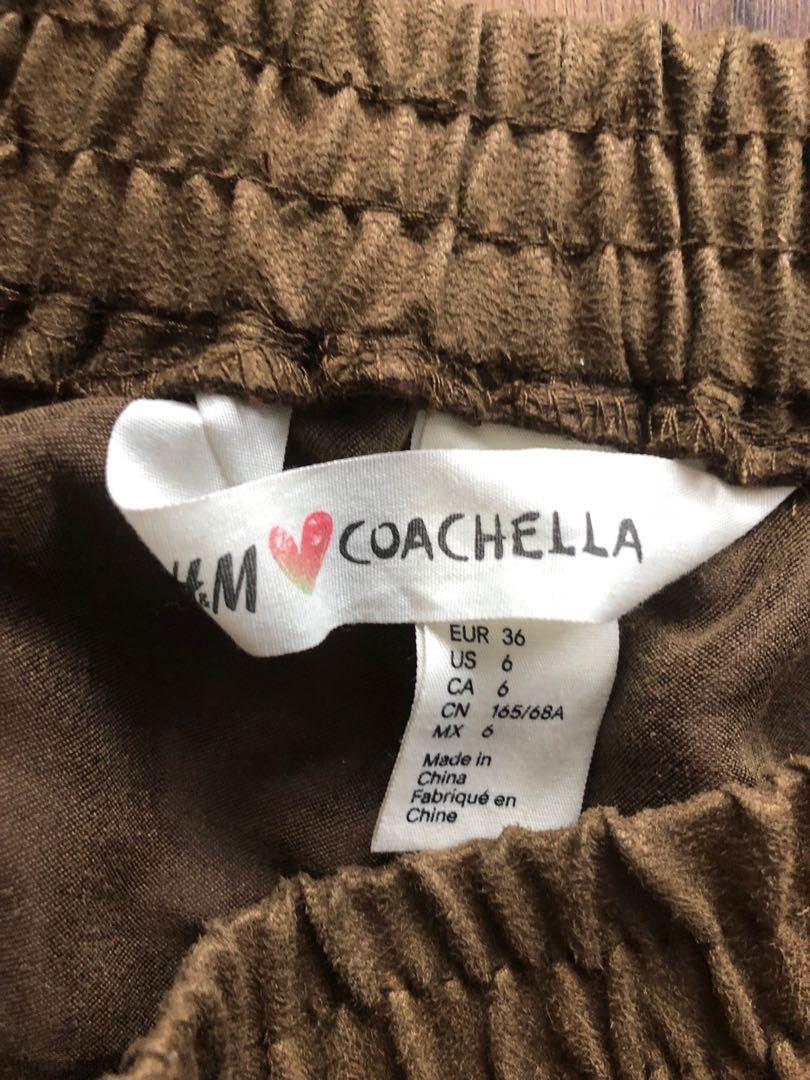 H&M COACHELLA
EUR 36
US 6
CA 6
CN 165/68A
MX 6
Made in
China
Fabriqué en
Chine